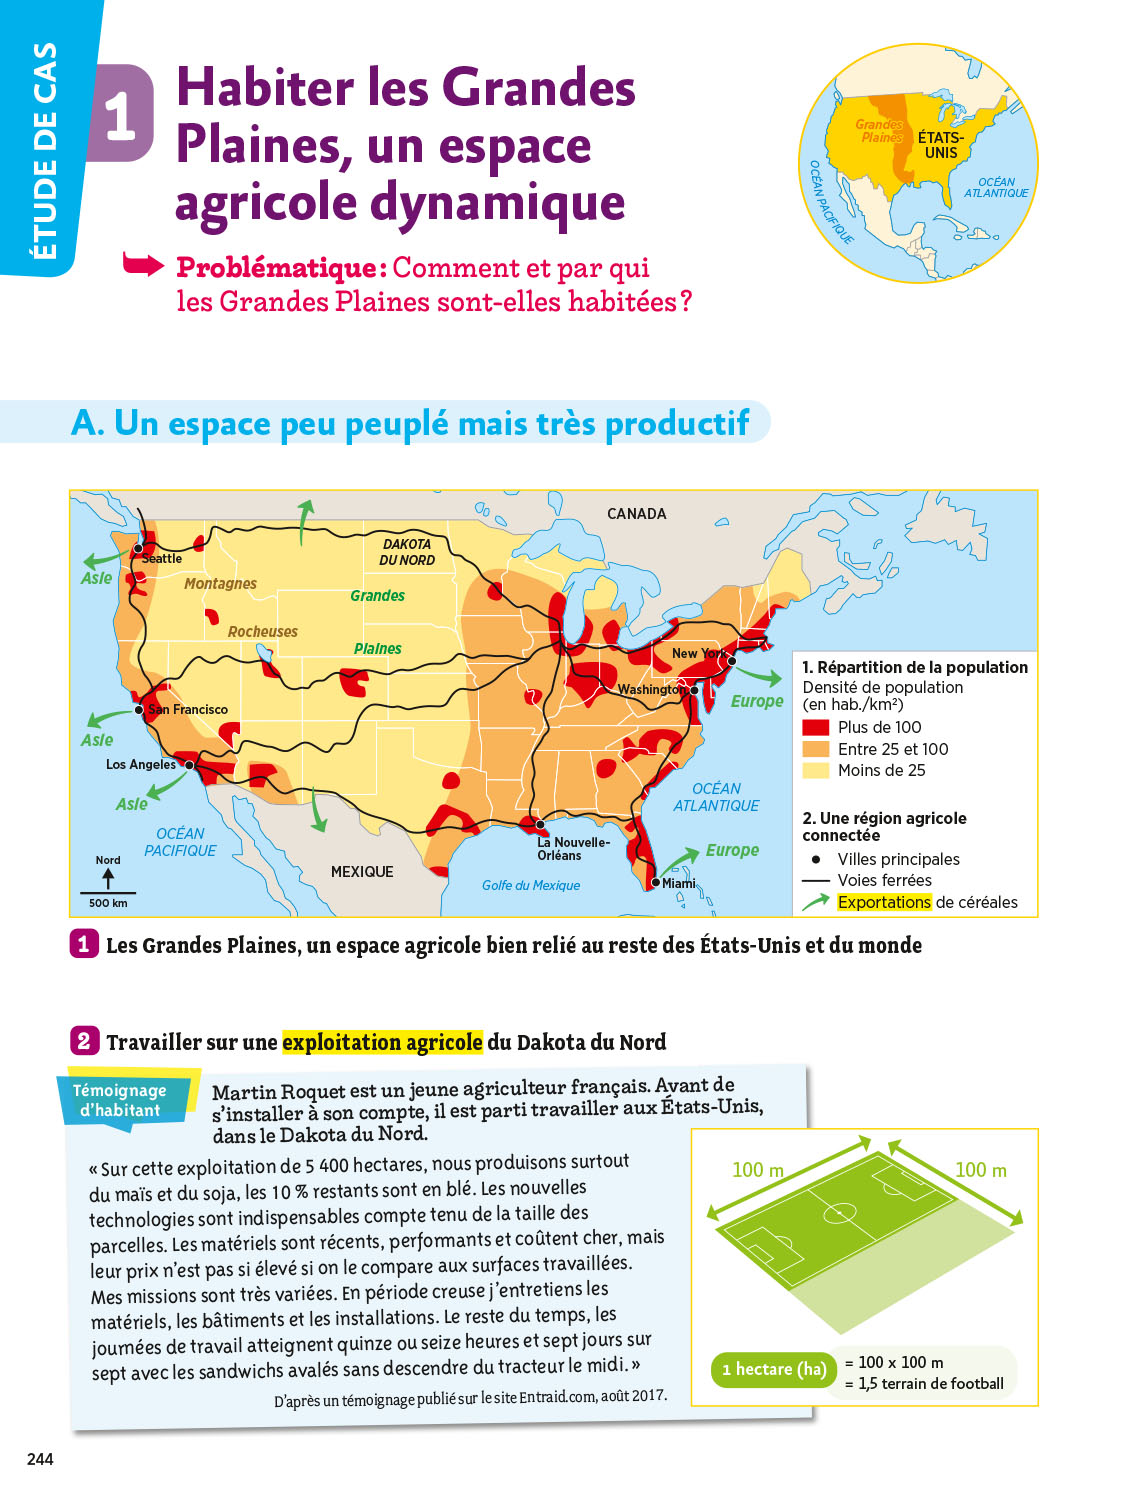 ÉTUDE DE CAS
1
Habiter les Grandes
Plaines, un espace
agricole dynamique
Problématique : Comment et par qui
les Grandes Plaines sont-elles habitées ?
Grandes
Plaines
ÉTATS-
UNIS
OCÉAN PACIFIQUE
OCÉAN
ATLANTIQUE
A. Un espace peu peuplé mais très productif
CANADA
DAKOTA
DU NORD
Seattle
Asie
Montagnes
Grandes
Rocheuses
Plaines
New York
Washington
Europe
San Francisco
Asie
Los Angeles
Asie
OCÉAN
PACIFIQUE
OCÉAN
ATLANTIQUE
La Nouvelle-
Orléans
Europe
MEXIQUE
Golfe du Mexique
Miami
Nord
500 km
1. Répartition de la population
Densité de population
(en hab./km²)
Plus de 100
Entre 25 et 100
Moins de 25
2. Une région agricole
connectée
Villes principales
Voies ferrées
Exportations de céréales
1 Les Grandes Plaines, un espace agricole bien relié au reste des États-Unis et du monde
2 Travailler sur une exploitation agricole du Dakota du Nord
Témoignage
d'habitant
Martin Roquet est un jeune agriculteur français. Avant de
s'installer à son compte, il est parti travailler aux États-Unis,
dans le Dakota du Nord.
« Sur cette exploitation de 5 400 hectares, nous produisons surtout
du maïs et du soja, les 10 % restants sont en blé. Les nouvelles
technologies sont indispensables compte tenu de la taille des
parcelles. Les matériels sont récents, performants et coûtent cher, mais
leur prix n'est pas si élevé si on le compare aux surfaces travaillées.
Mes missions sont très variées. En période creuse j'entretiens les
matériels, les bâtiments et les installations. Le reste du temps, les
journées de travail atteignent quinze ou seize heures et sept jours sur
sept avec les sandwichs avalés sans descendre du tracteur le midi. »
D'après un témoignage publié sur le site Entraid.com, août 2017.
100 m
100 m
1 hectare (ha)
= 100 x 100 m
= 1,5 terrain de football
244